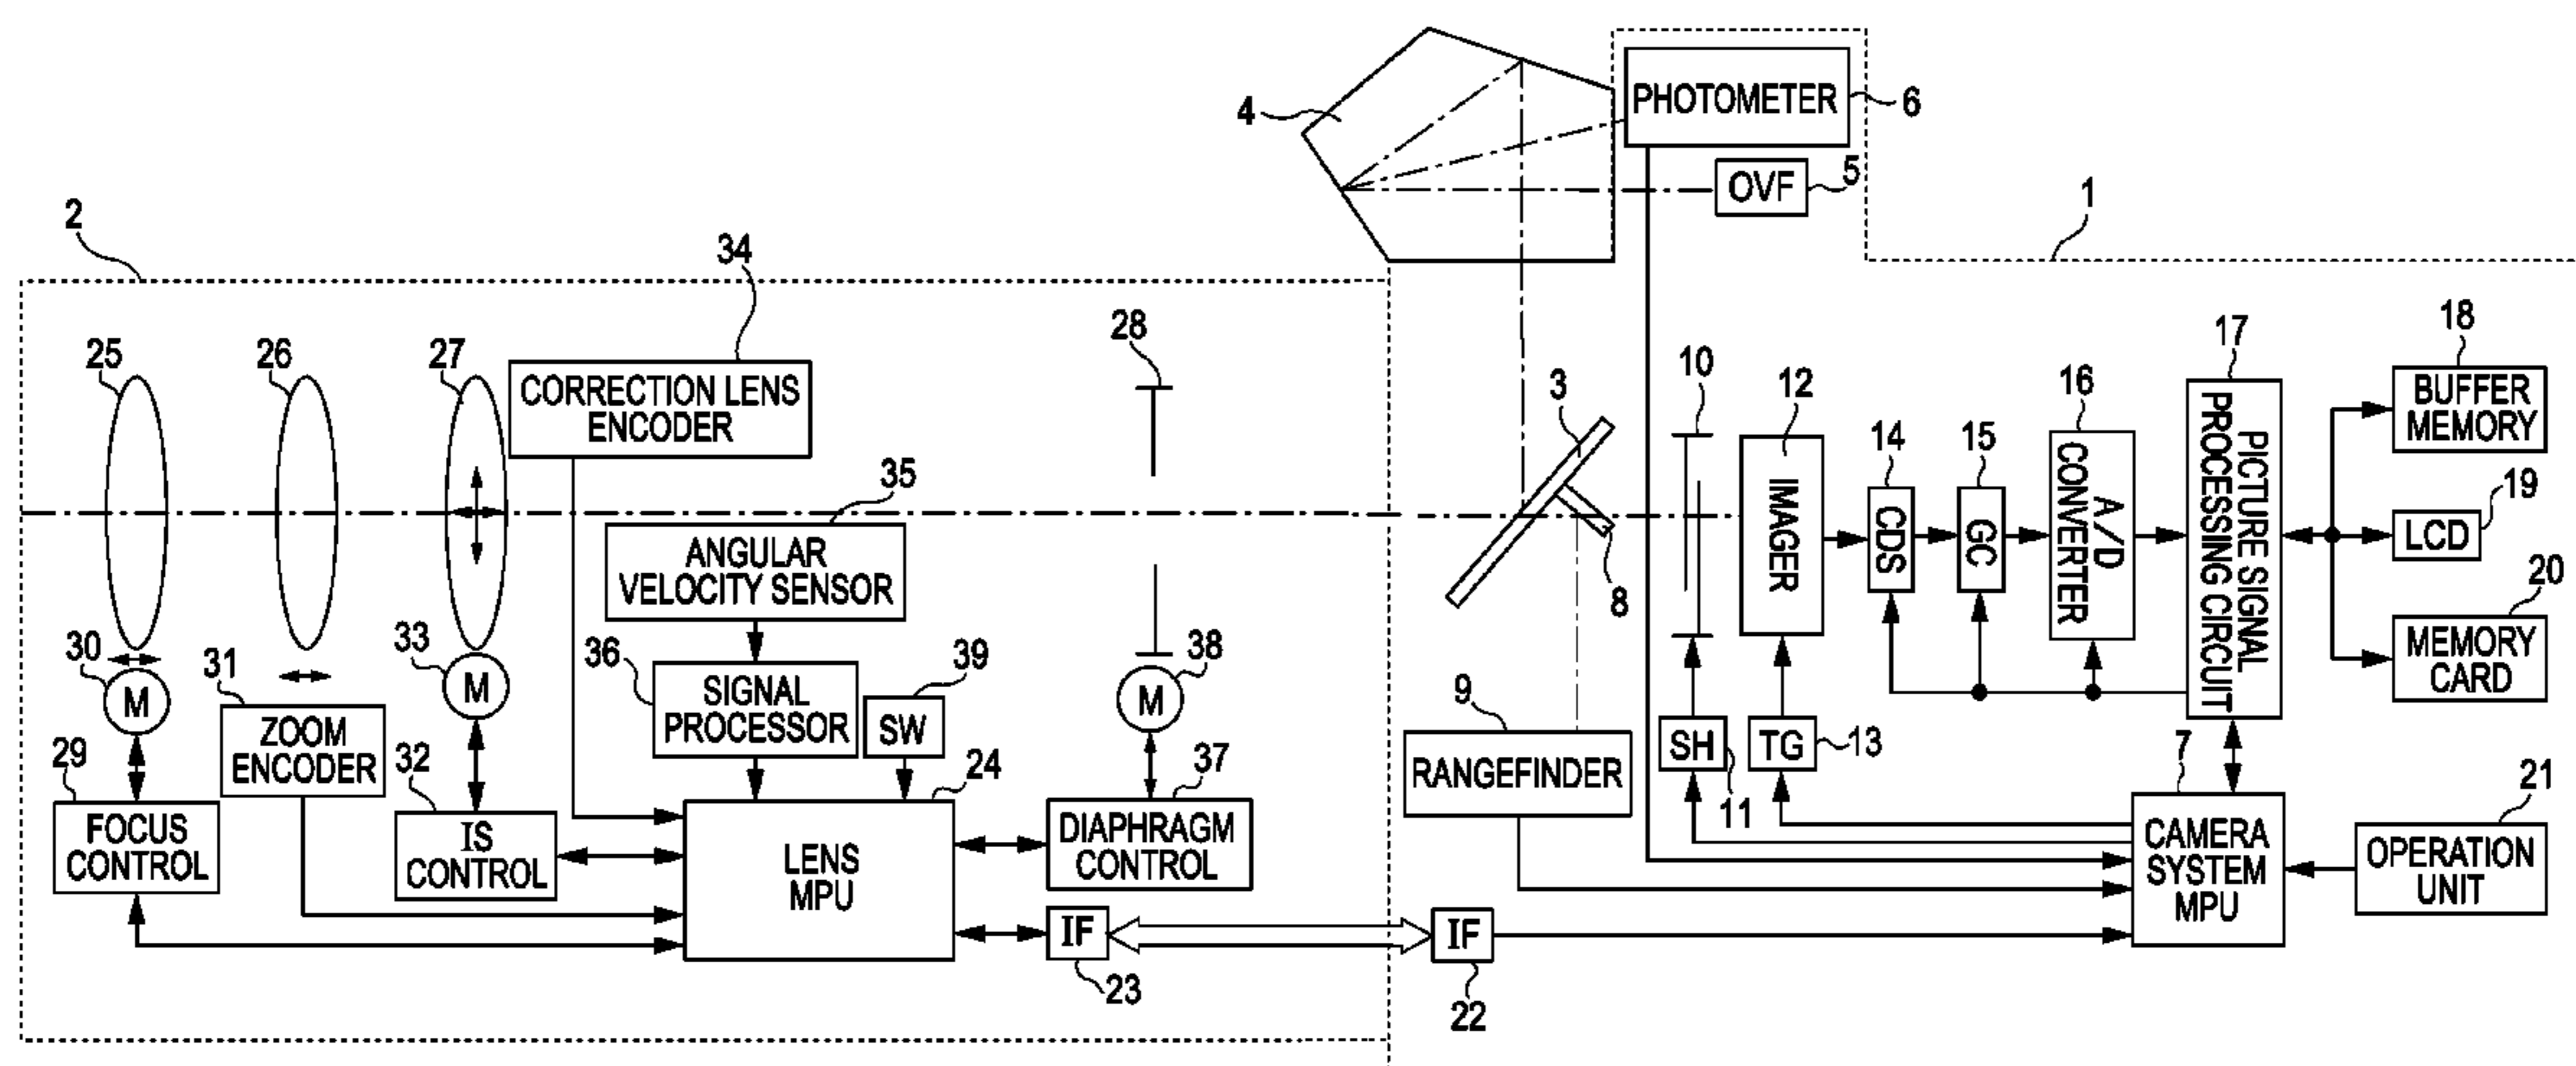 4
PHOTOMETER
6
OVF
5
1
2
34
25
26
27
CORRECTION LENS
ENCODER
28
35
ANGULAR
VELOCITY SENSOR
3
10
12
IMAGER
14
CDS
15
GC
16
A/D
CONVERTER
17
PICTURE SIGNAL
PROCESSING CIRCUIT
18
BUFFER
MEMORY
19
LCD
20
MEMORY
CARD
8
30
M
31
33
M
36
SIGNAL
PROCESSOR
39
SW
38
M
9
RANGEFINDER
SH
11
TG
13
7
29
FOCUS
CONTROL
ZOOM
ENCODER
32
IS
CONTROL
24
LENS
MPU
37
DIAPHRAGM
CONTROL
CAMERA
SYSTEM
MPU
21
OPERATION
UNIT
IF
23
IF
22